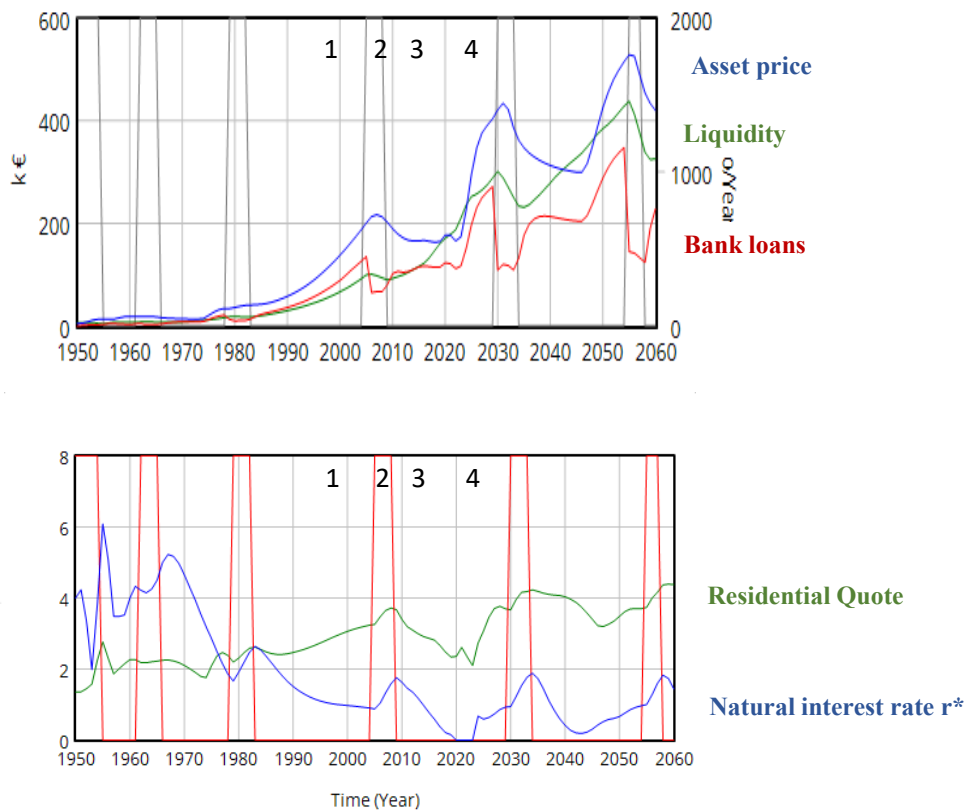 600
2000
1 2 3 4
Asset price
400
Liquidity
k €
1000
o/Year
200
Bank loans
0
0
1950 1960 1970 1980 1990 2000 2010 2020 2030 2040 2050 2060
8
1 2 3 4
6
4
Residential Quote
2
Natural interest rate r*
0
1950 1960 1970 1980 1990 2000 2010 2020 2030 2040 2050 2060
Time (Year)